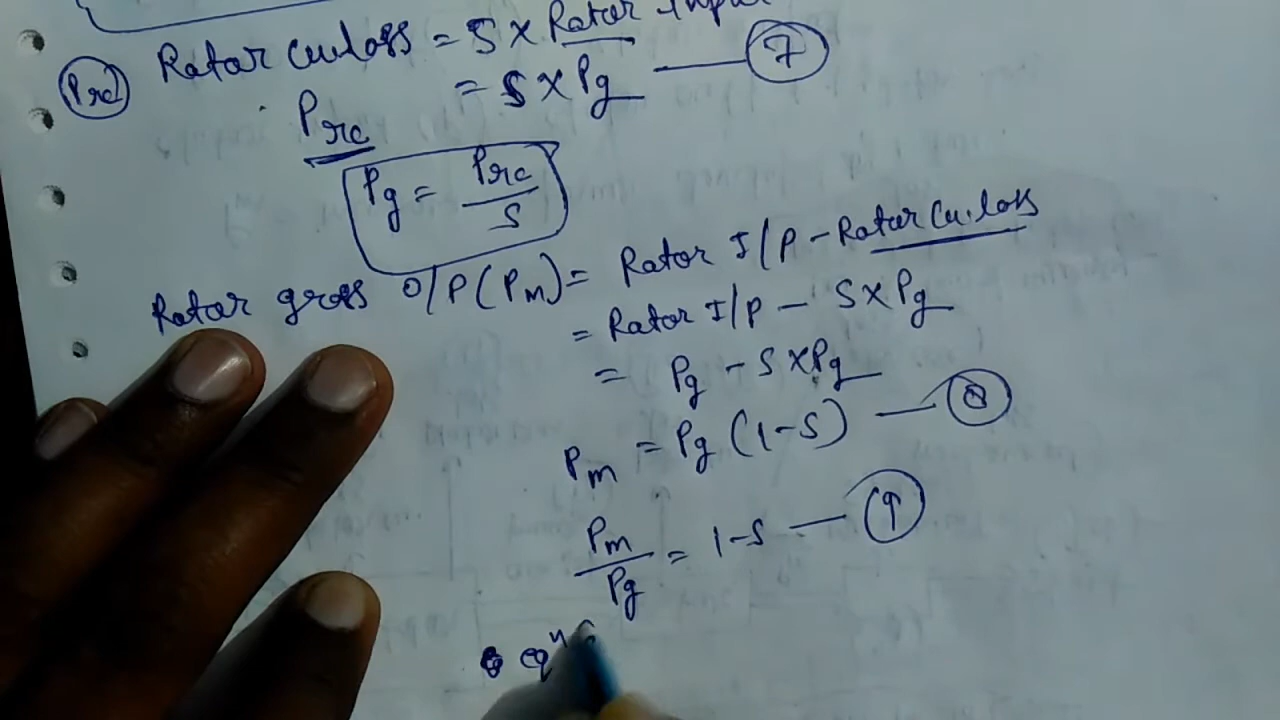 Rotor Cu loss = S × Rotor Input
Prc
= S × Pg — 7
Prc
Pg = Prc / S
Rotor gross O/P (Pm) = Rotor I/P - Rotor Cu. loss
= Rotor I/P - S × Pg
= Pg - S × Pg
Pm = Pg (1-S) — 8
Pm / Pg = 1-S — 9
eqn